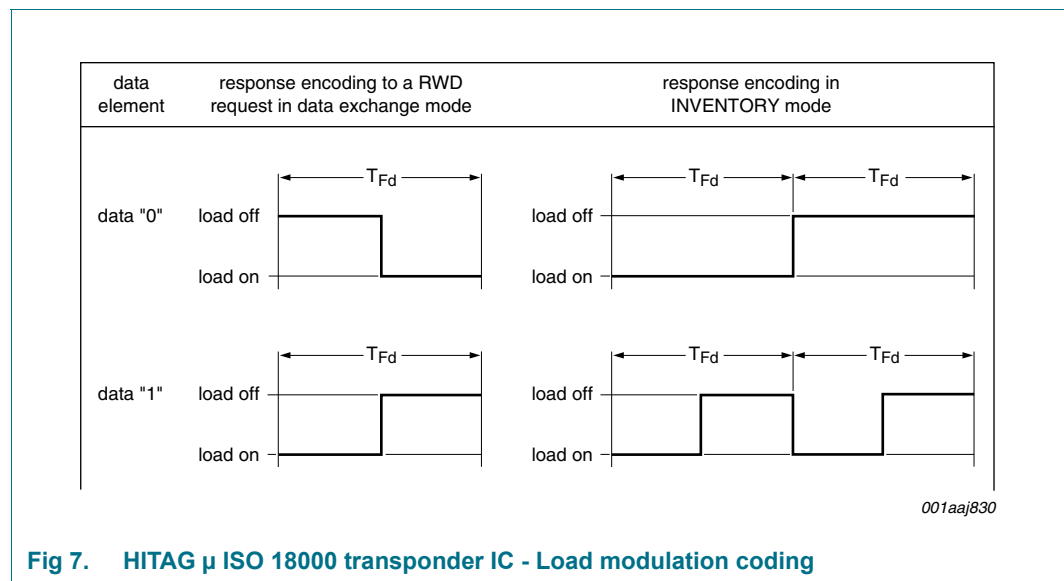 data element
response encoding to a RWD request in data exchange mode
response encoding in INVENTORY mode
TFd
TFd
TFd
data "0"
load off
load on
load off
load on
TFd
TFd
TFd
data "1"
load off
load on
load off
load on
001aaj830
Fig 7. HITAG µ ISO 18000 transponder IC - Load modulation coding